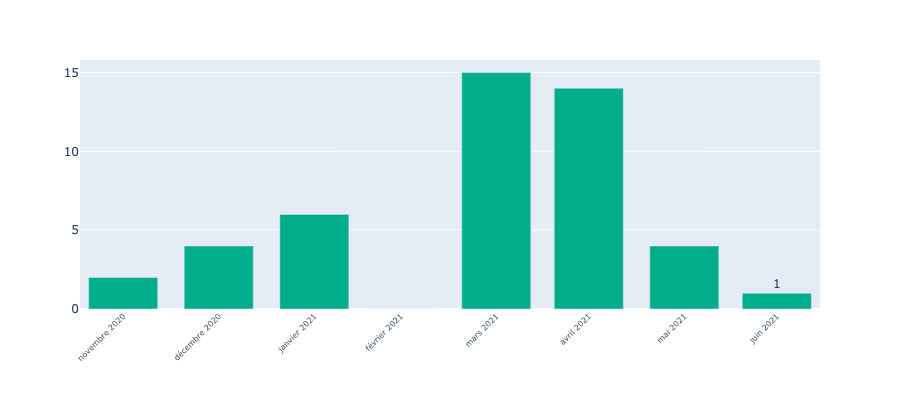 15
10
5
0
1
novembre 2020
décembre 2020
janvier 2021
février 2021
mars 2021
avril 2021
mai 2021
juin 2021